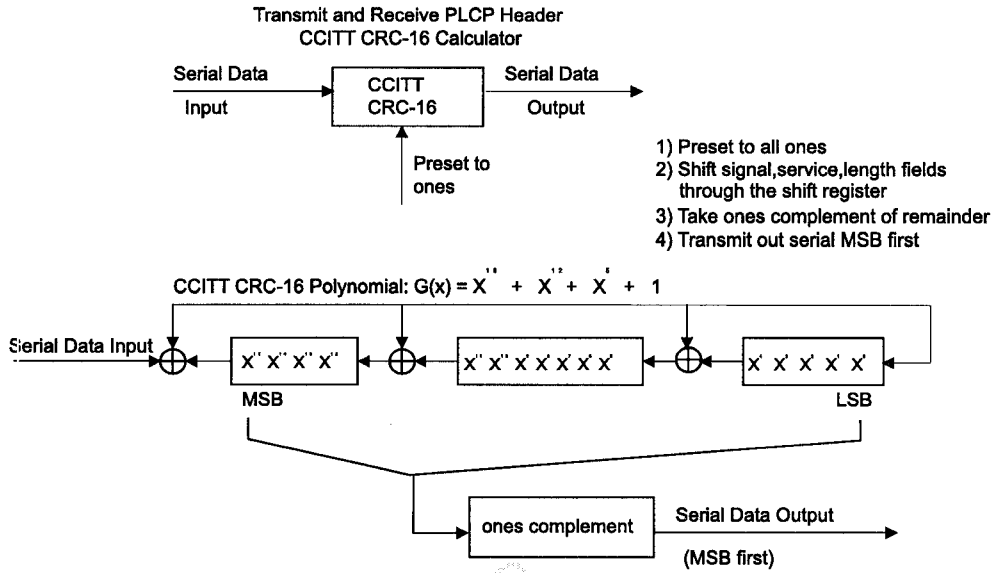 Transmit and Receive PLCP Header
CCITT CRC-16 Calculator
Serial Data
Input
CCITT
CRC-16
Serial Data
Output
Preset to
ones
1) Preset to all ones
2) Shift signal,service,length fields
through the shift register
3) Take ones complement of remainder
4) Transmit out serial MSB first
CCITT CRC-16 Polynomial: G(x) = X + X + X + 1
Serial Data Input
X X X X
X X X X X X X
X X X X X
MSB
LSB
ones complement
Serial Data Output
(MSB first)